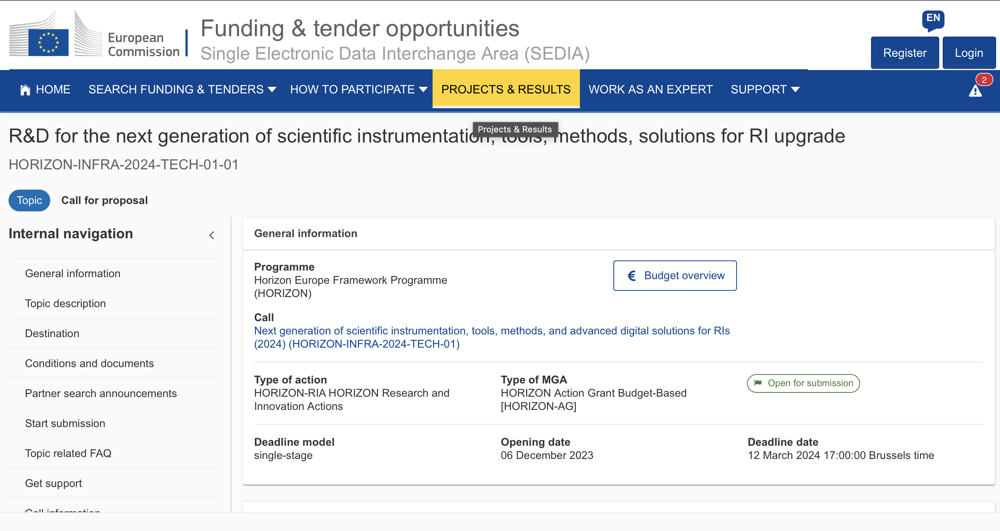 European
Commission
Funding & tender opportunities
Single Electronic Data Interchange Area (SEDIA)
EN
Register
Login
HOME
SEARCH FUNDING & TENDERS
HOW TO PARTICIPATE
PROJECTS & RESULTS
WORK AS AN EXPERT
SUPPORT
2
Projects & Results
R&D for the next generation of scientific instrumentation, tools, methods, solutions for RI upgrade
HORIZON-INFRA-2024-TECH-01-01
Topic
Call for proposal
Internal navigation
General information
Topic description
Destination
Conditions and documents
Partner search announcements
Start submission
Topic related FAQ
Get support
Call information
General information
Programme
Horizon Europe Framework Programme
(HORIZON)
€ Budget overview
Call
Next generation of scientific instrumentation, tools, methods, and advanced digital solutions for RIs
(2024) (HORIZON-INFRA-2024-TECH-01)
Type of action
HORIZON-RIA HORIZON Research and
Innovation Actions
Type of MGA
HORIZON Action Grant Budget-Based
[HORIZON-AG]
Open for submission
Deadline model
single-stage
Opening date
06 December 2023
Deadline date
12 March 2024 17:00:00 Brussels time